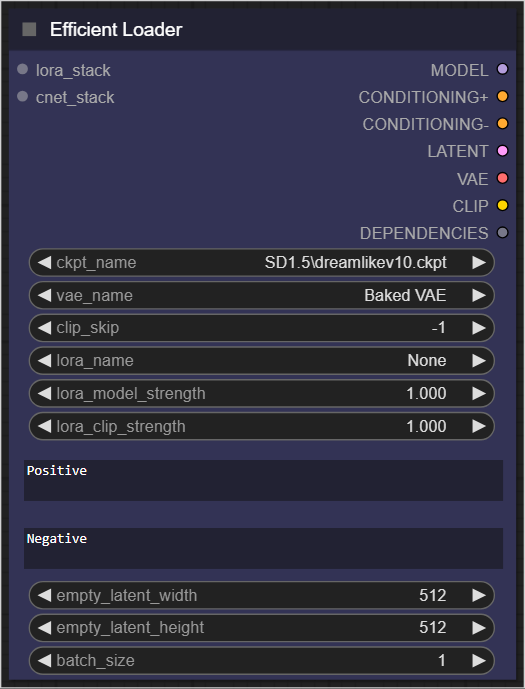 Efficient Loader
lora_stack MODEL
cnet_stack CONDITIONING+
CONDITIONING-
LATENT
VAE
CLIP
DEPENDENCIES
ckpt_name SD1.5\dreamlikev10.ckpt
vae_name Baked VAE
clip_skip -1
lora_name None
lora_model_strength 1.000
lora_clip_strength 1.000
Positive
Negative
empty_latent_width 512
empty_latent_height 512
batch_size 1